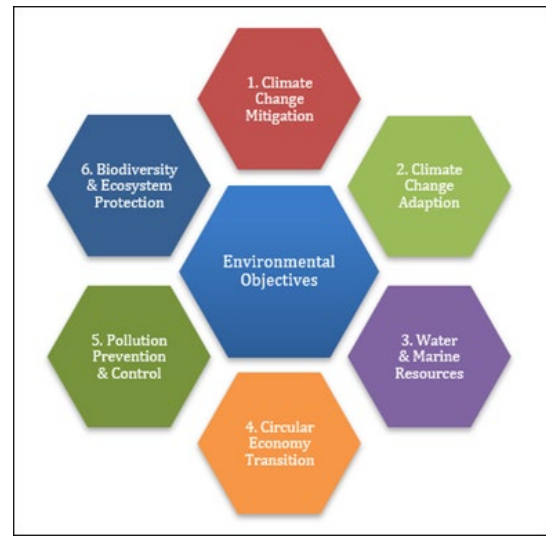 1. Climate
Change
Mitigation
2. Climate
Change
Adaption
3. Water
& Marine
Resources
4. Circular
Economy
Transition
5. Pollution
Prevention
& Control
6. Biodiversity
& Ecosystem
Protection
Environmental
Objectives